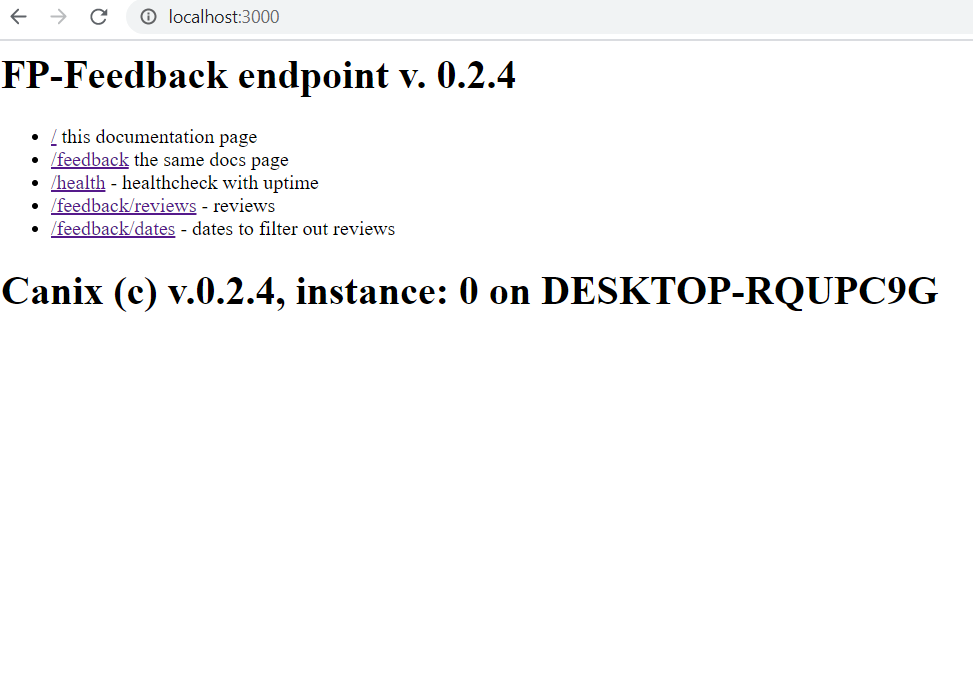 localhost:3000
FP-Feedback endpoint v. 0.2.4
/ this documentation page
/feedback the same docs page
/health - healthcheck with uptime
/feedback/reviews - reviews
/feedback/dates - dates to filter out reviews
Canix (c) v.0.2.4, instance: 0 on DESKTOP-RQUPC9G